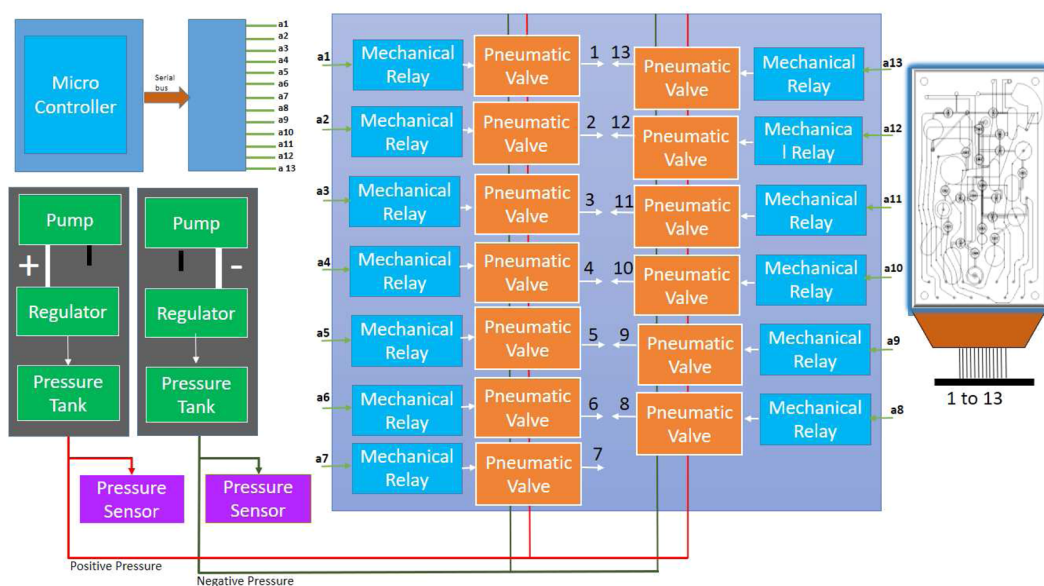 Micro
Controller
Serial
bus
a1
a2
a3
a4
a5
a6
a7
a8
a9
a10
a11
a12
a 13
Pump
+
Regulator
Pressure
Tank
Pump
-
Regulator
Pressure
Tank
Pressure
Sensor
Pressure
Sensor
Positive Pressure
Negative Pressure
a1
Mechanical
Relay
Pneumatic
Valve
1
13
Pneumatic
Valve
Mechanical
Relay
a13
a2
Mechanical
Relay
Pneumatic
Valve
2
12
Pneumatic
Valve
Mechanica
l Relay
a12
a3
Mechanical
Relay
Pneumatic
Valve
3
11
Pneumatic
Valve
Mechanical
Relay
a11
a4
Mechanical
Relay
Pneumatic
Valve
4
10
Pneumatic
Valve
Mechanical
Relay
a10
a5
Mechanical
Relay
Pneumatic
Valve
5
9
Pneumatic
Valve
Mechanical
Relay
a9
a6
Mechanical
Relay
Pneumatic
Valve
6
8
Pneumatic
Valve
Mechanical
Relay
a8
a7
Mechanical
Relay
Pneumatic
Valve
7
1 to 13